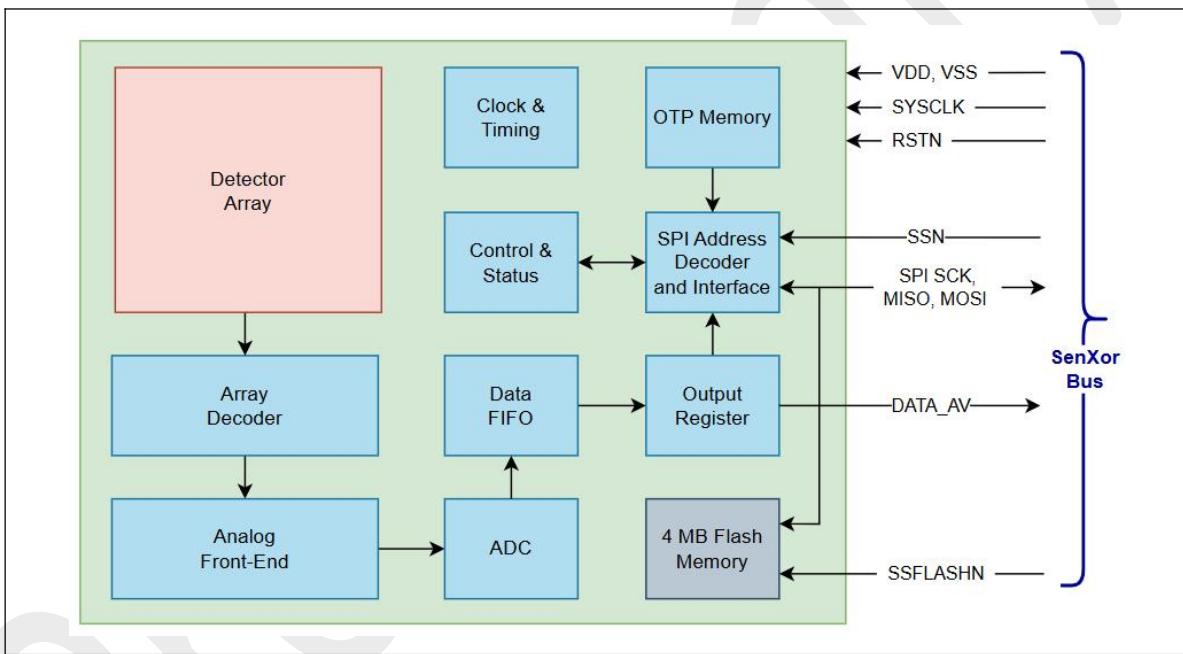 Detector
Array
Clock &
Timing
OTP Memory
VDD, VSS
SYSCLK
RSTN
Control &
Status
SPI Address
Decoder
and Interface
SSN
SPI SCK,
MISO, MOSI
SenXor
Bus
Array
Decoder
Data
FIFO
Output
Register
DATA_AV
Analog
Front-End
ADC
4 MB Flash
Memory
SSFLASHN